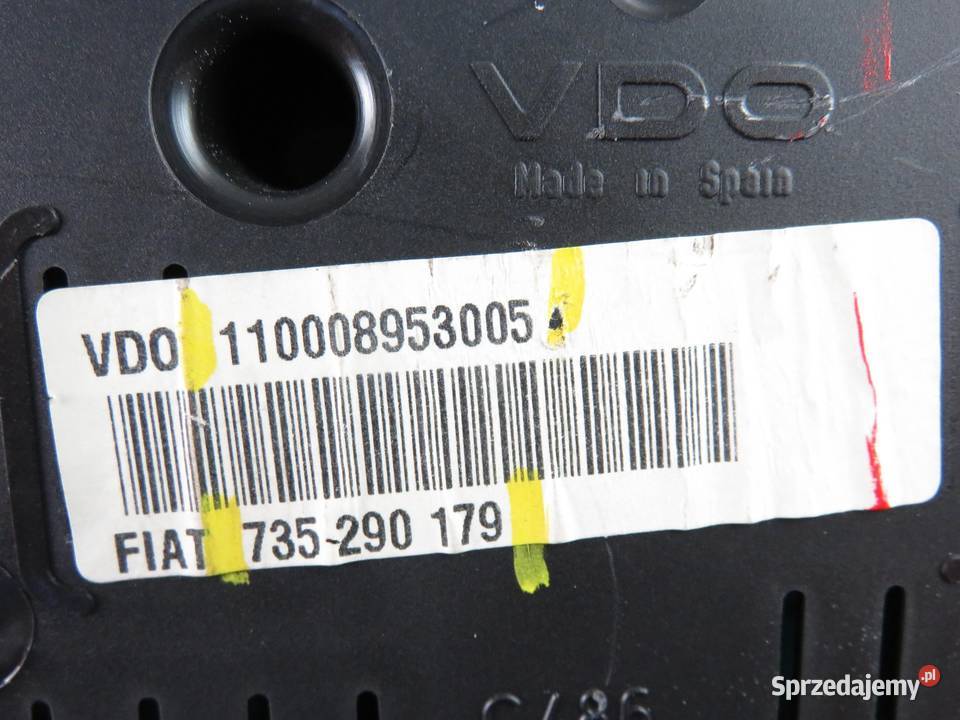 VDO
Made in Spain
VDO 110008953005
FIAT 735-290 179
Sprzedajemy.pl